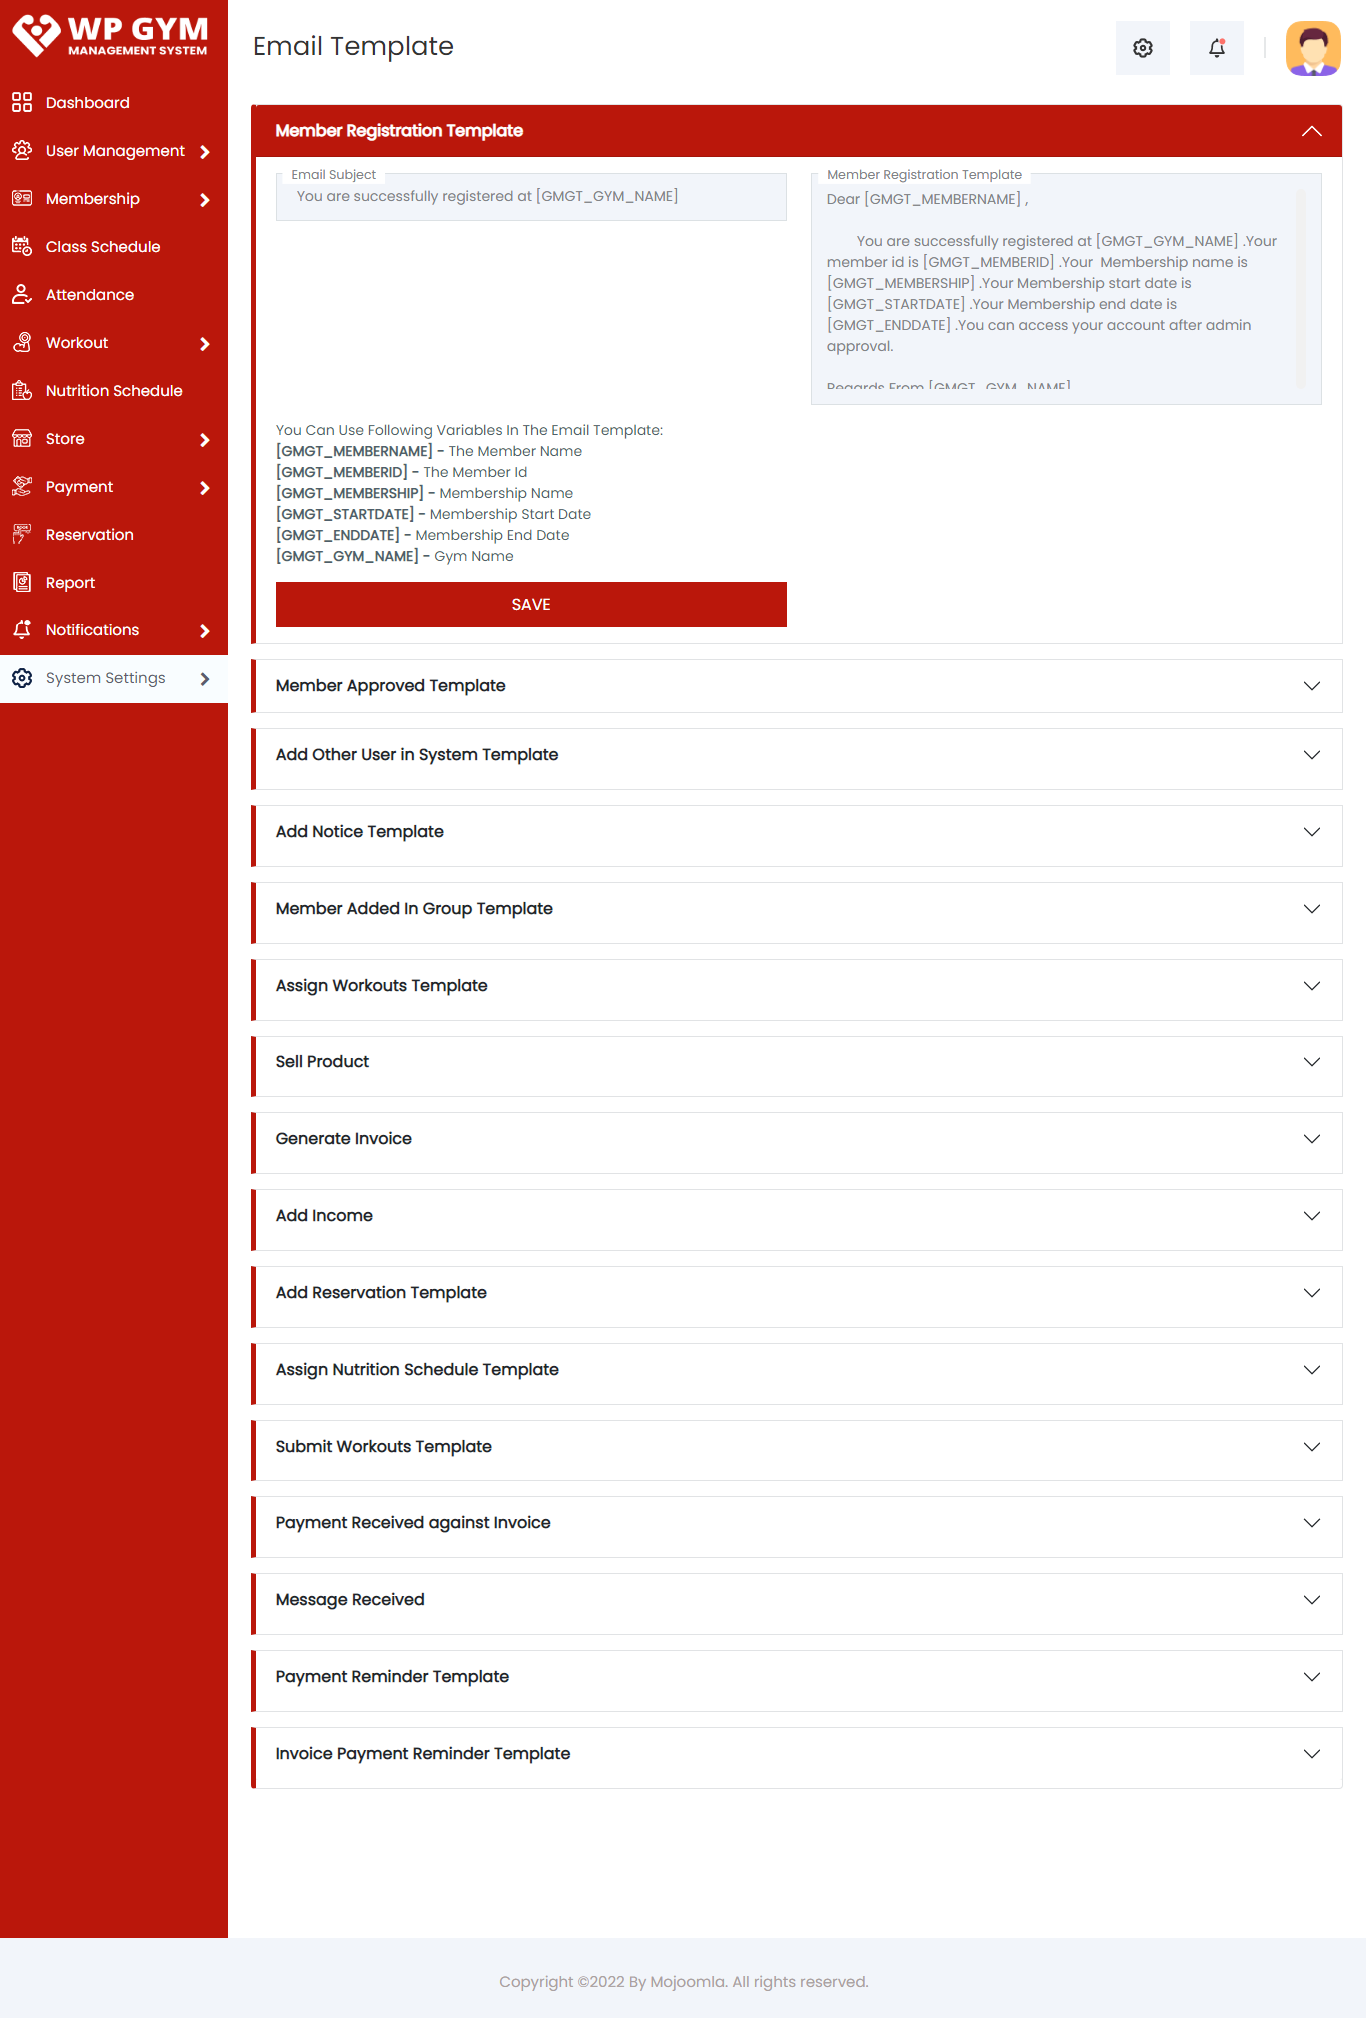 WP GYM
MANAGEMENT SYSTEM
Dashboard
User Management
Membership
Class Schedule
Attendance
Workout
Nutrition Schedule
Store
Payment
Reservation
Report
Notifications
System Settings
Email Template
Member Registration Template
Email Subject
You are successfully registered at [GMGT_GYM_NAME]
Member Registration Template
Dear [GMGT_MEMBERNAME] ,
You are successfully registered at [GMGT_GYM_NAME] .Your
member id is [GMGT_MEMBERID] .Your  Membership name is
[GMGT_MEMBERSHIP] .Your Membership start date is
[GMGT_STARTDATE] .Your Membership end date is
[GMGT_ENDDATE] .You can access your account after admin
approval.
Regards From [GMGT_GYM_NAME]
You Can Use Following Variables In The Email Template:
[GMGT_MEMBERNAME] - The Member Name
[GMGT_MEMBERID] - The Member Id
[GMGT_MEMBERSHIP] - Membership Name
[GMGT_STARTDATE] - Membership Start Date
[GMGT_ENDDATE] - Membership End Date
[GMGT_GYM_NAME] - Gym Name
SAVE
Member Approved Template
Add Other User in System Template
Add Notice Template
Member Added In Group Template
Assign Workouts Template
Sell Product
Generate Invoice
Add Income
Add Reservation Template
Assign Nutrition Schedule Template
Submit Workouts Template
Payment Received against Invoice
Message Received
Payment Reminder Template
Invoice Payment Reminder Template
Copyright ©2022 By Mojoomla. All rights reserved.